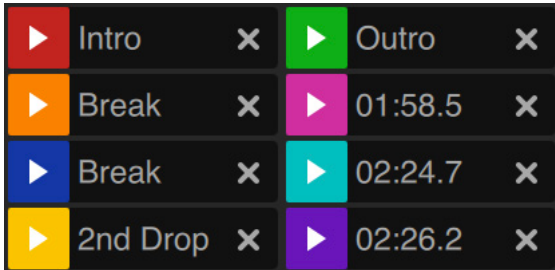 Intro
Outro
Break
01:58.5
Break
02:24.7
2nd Drop
02:26.2